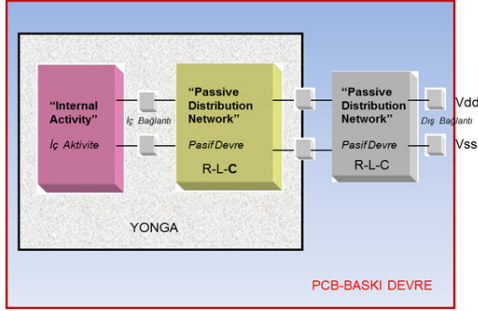 “Internal
Activity”
İç Aktivite
İç Bağlantı
“Passive
Distribution
Network”
Pasif Devre
R-L-C
“Passive
Distribution
Network”
Pasif Devre
R-L-C
Vdd
Dış Bağlantı
Vss
YONGA
PCB-BASKI DEVRE